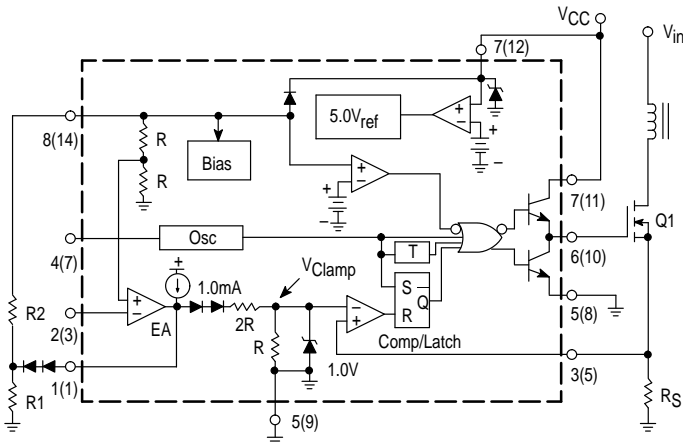 VCC
Vin
7(12)
5.0Vref
+
−
+
−
8(14)
R
R
Bias
+
−
+
−
7(11)
Q1
Osc
4(7)
T
6(10)
VClamp
+
1.0mA
S
Q
R
R2
+
−
EA
2R
−
+
2(3)
R
1.0V
Comp/Latch
5(8)
1(1)
3(5)
R1
5(9)
RS